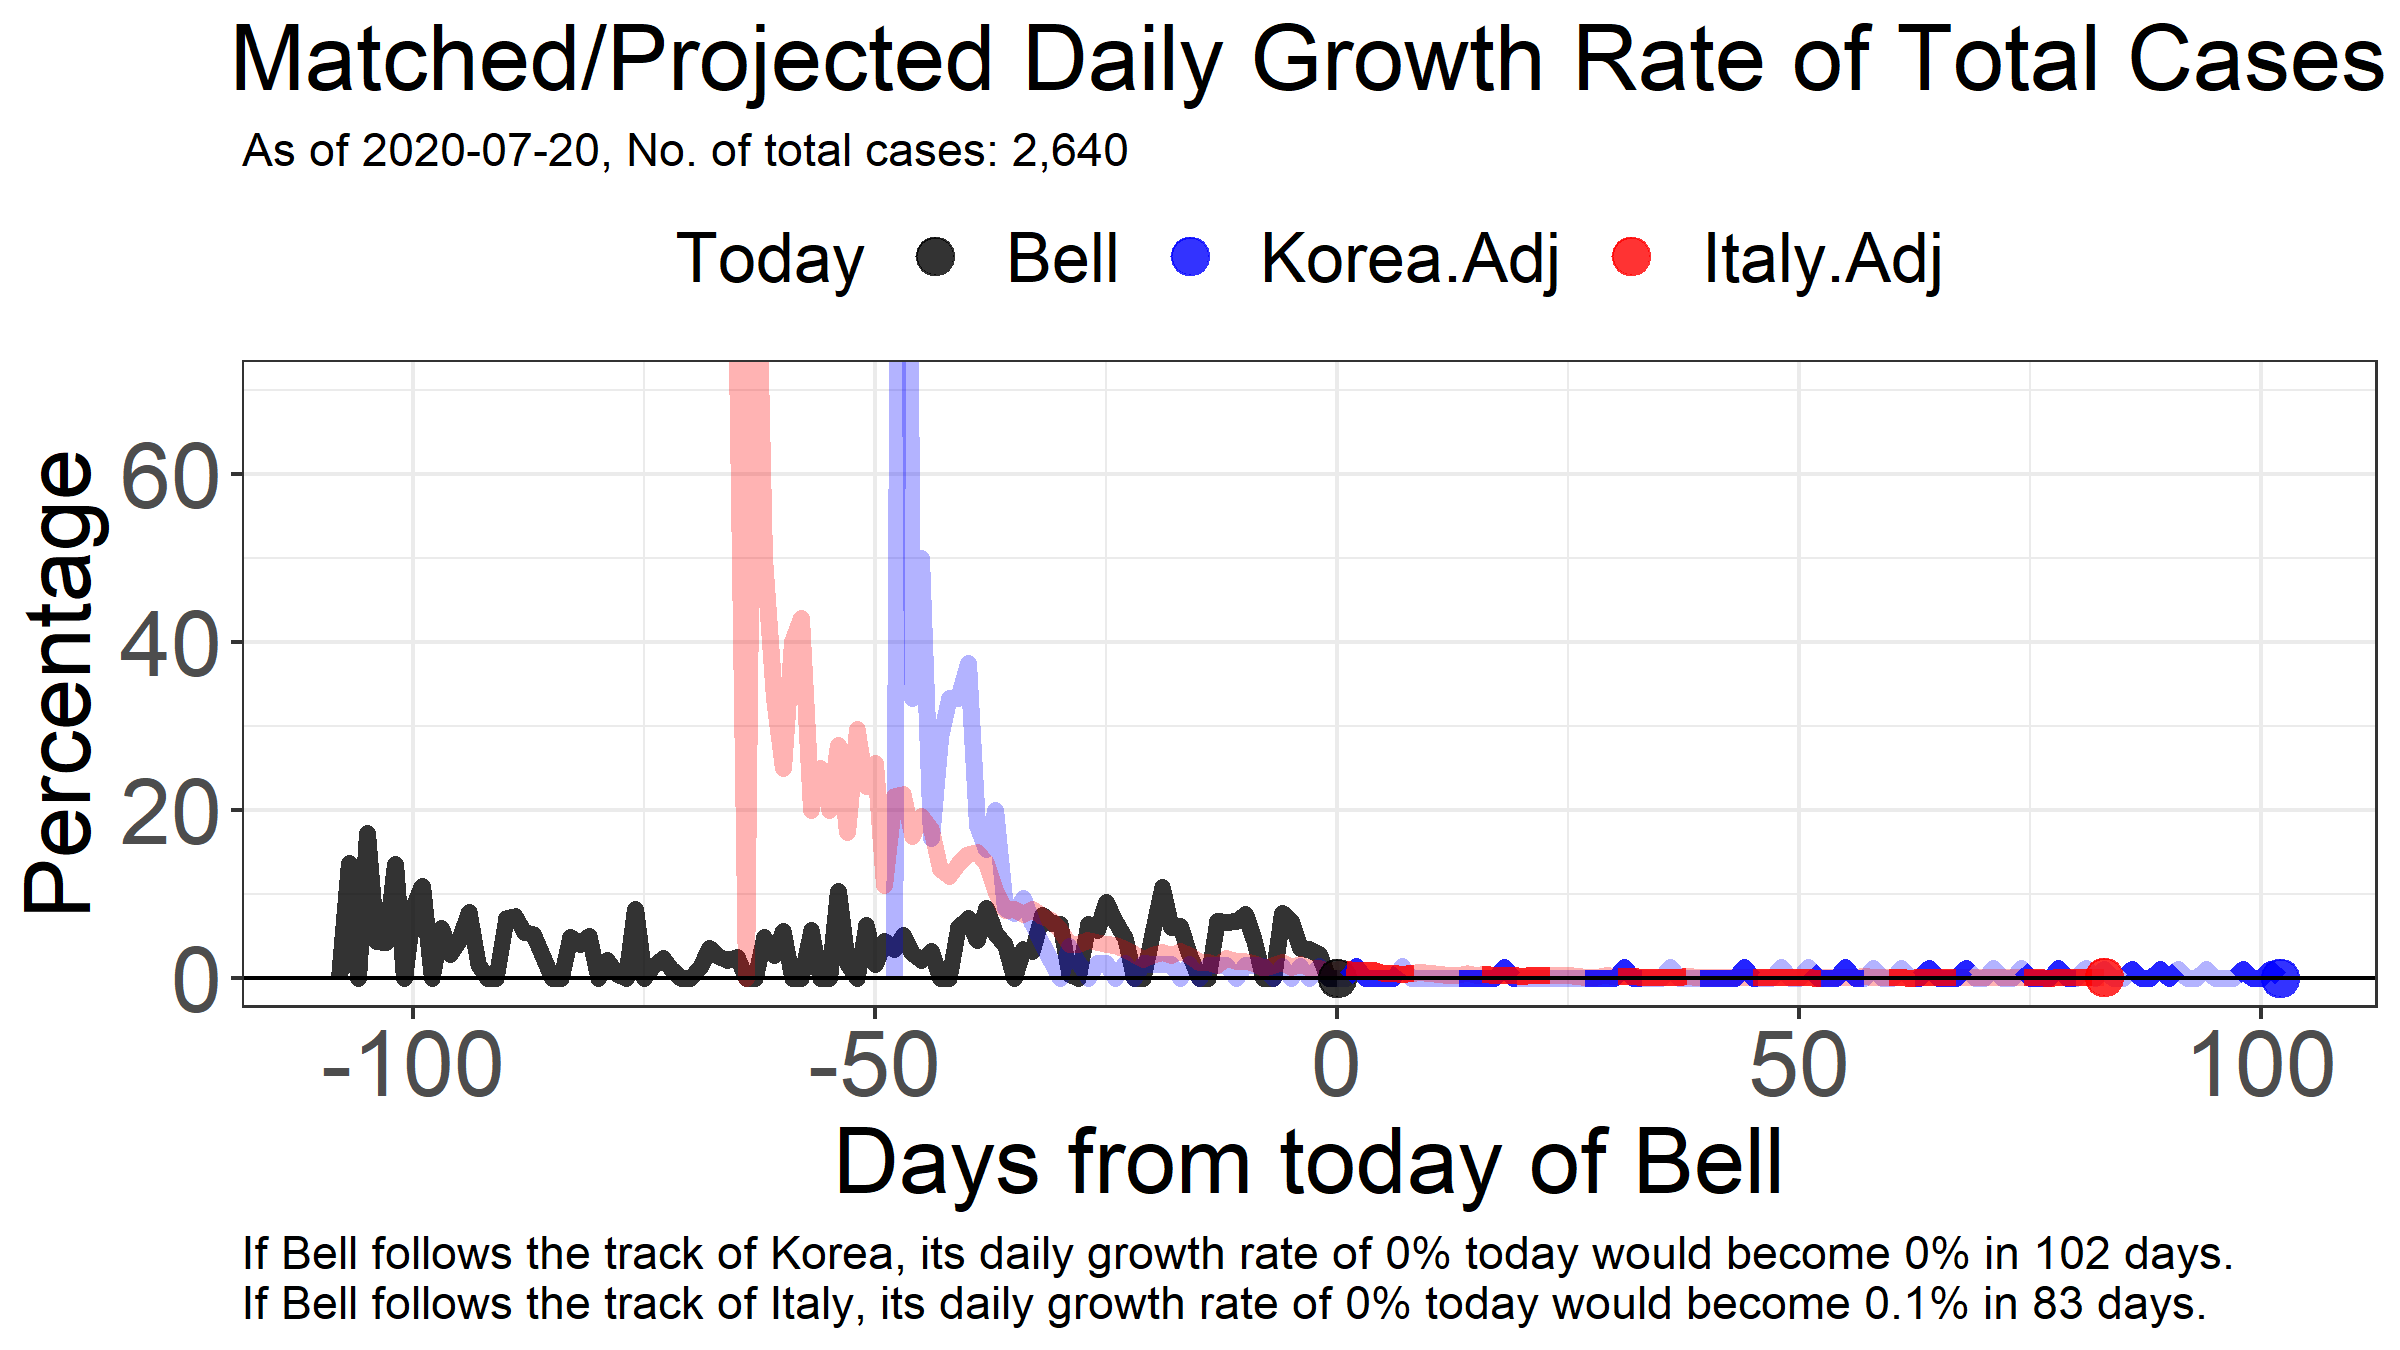 Matched/Projected Daily Growth Rate of Total Cases
As of 2020-07-20, No. of total cases: 2,640
Today Bell Korea.Adj Italy.Adj
Percentage
60
40
20
0
-100 -50 0 50 100
Days from today of Bell
If Bell follows the track of Korea, its daily growth rate of 0% today would become 0% in 102 days.
If Bell follows the track of Italy, its daily growth rate of 0% today would become 0.1% in 83 days.